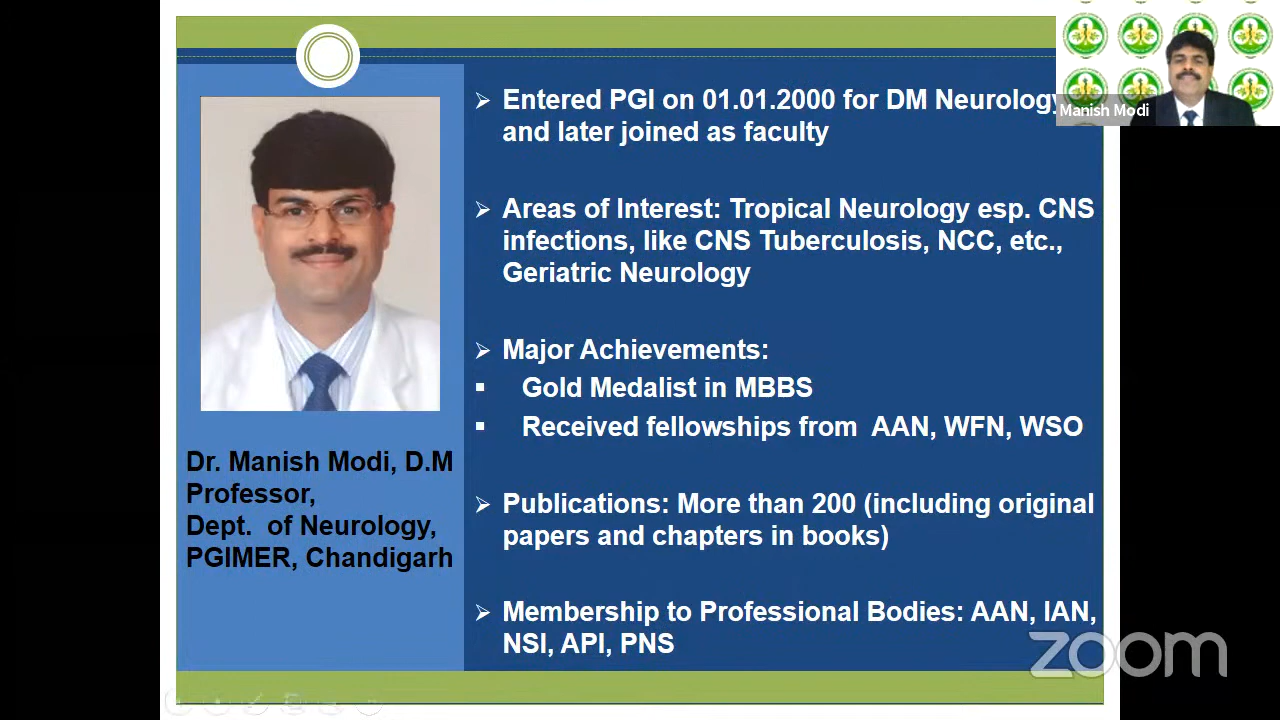 Entered PGI on 01.01.2000 for DM Neurology
and later joined as faculty
Areas of Interest: Tropical Neurology esp. CNS
infections, like CNS Tuberculosis, NCC, etc.,
Geriatric Neurology
Major Achievements:
Gold Medalist in MBBS
Received fellowships from AAN, WFN, WSO
Publications: More than 200 (including original
papers and chapters in books)
Membership to Professional Bodies: AAN, IAN,
NSI, API, PNS
Dr. Manish Modi, D.M
Professor,
Dept. of Neurology,
PGIMER, Chandigarh
Manish Modi
zoom